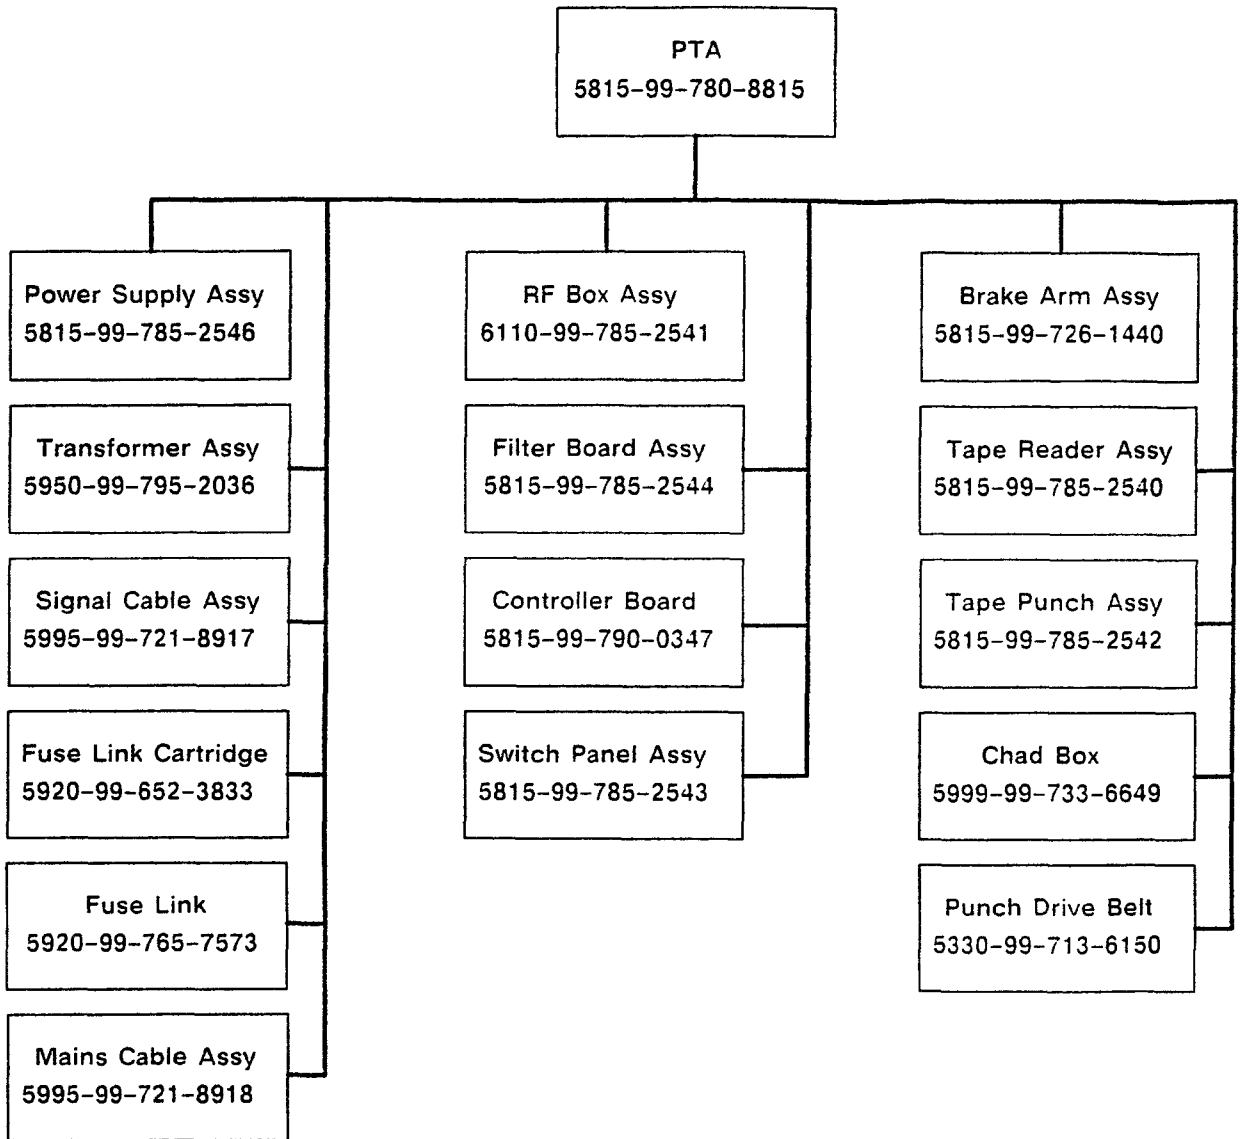 PTA
5815-99-780-8815
Power Supply Assy
5815-99-785-2546
Transformer Assy
5950-99-795-2036
Signal Cable Assy
5995-99-721-8917
Fuse Link Cartridge
5920-99-652-3833
Fuse Link
5920-99-765-7573
Mains Cable Assy
5995-99-721-8918
RF Box Assy
6110-99-785-2541
Filter Board Assy
5815-99-785-2544
Controller Board
5815-99-790-0347
Switch Panel Assy
5815-99-785-2543
Brake Arm Assy
5815-99-726-1440
Tape Reader Assy
5815-99-785-2540
Tape Punch Assy
5815-99-785-2542
Chad Box
5999-99-733-6649
Punch Drive Belt
5330-99-713-6150